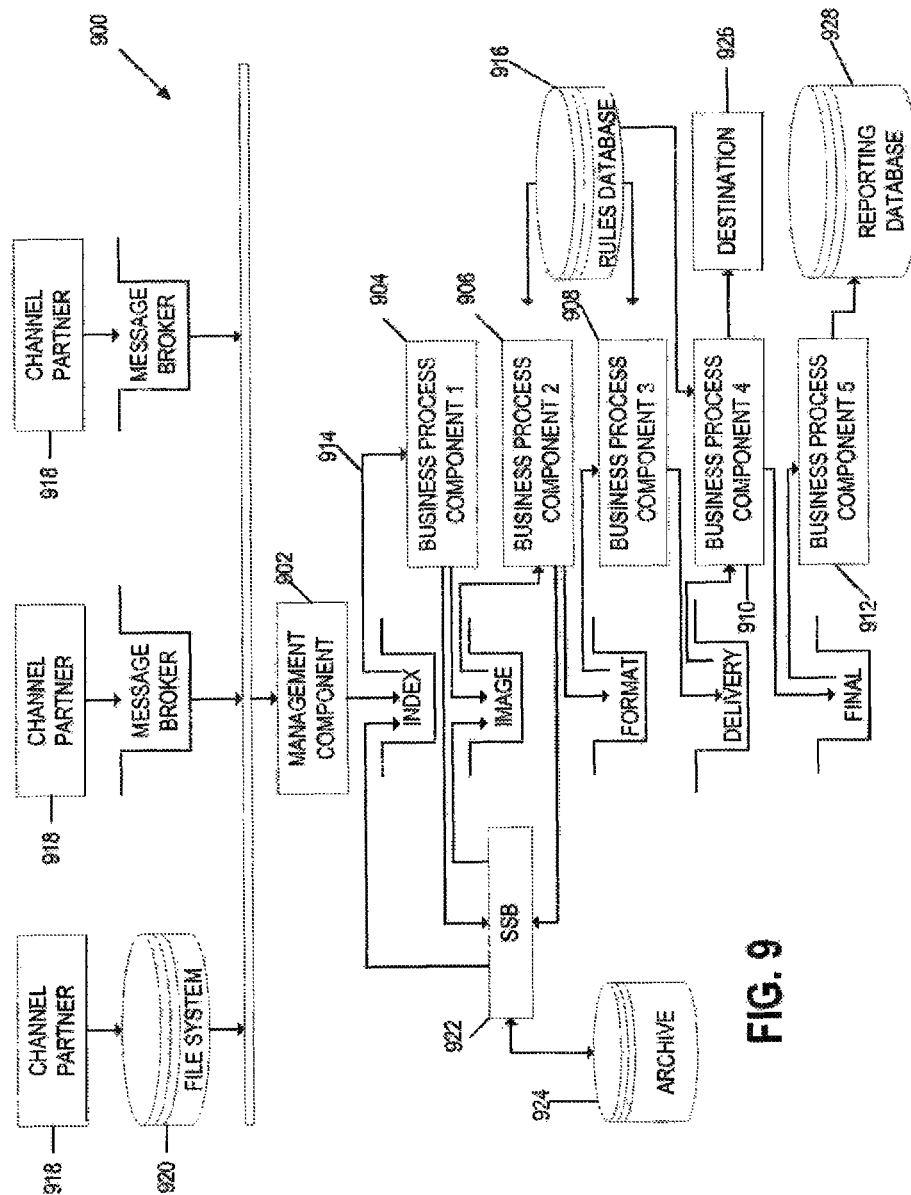 900
CHANNEL
PARTNER
918
CHANNEL
PARTNER
918
CHANNEL
PARTNER
918
FILE SYSTEM
920
MESSAGE
BROKER
MESSAGE
BROKER
MANAGEMENT
COMPONENT
902
INDEX
914
BUSINESS PROCESS
COMPONENT 1
904
IMAGE
BUSINESS PROCESS
COMPONENT 2
906
SSB
922
ARCHIVE
924
RULES DATABASE
916
FORMAT
BUSINESS PROCESS
COMPONENT 3
908
DELIVERY
BUSINESS PROCESS
COMPONENT 4
910
DESTINATION
926
FINAL
BUSINESS PROCESS
COMPONENT 5
912
REPORTING
DATABASE
928
FIG. 9